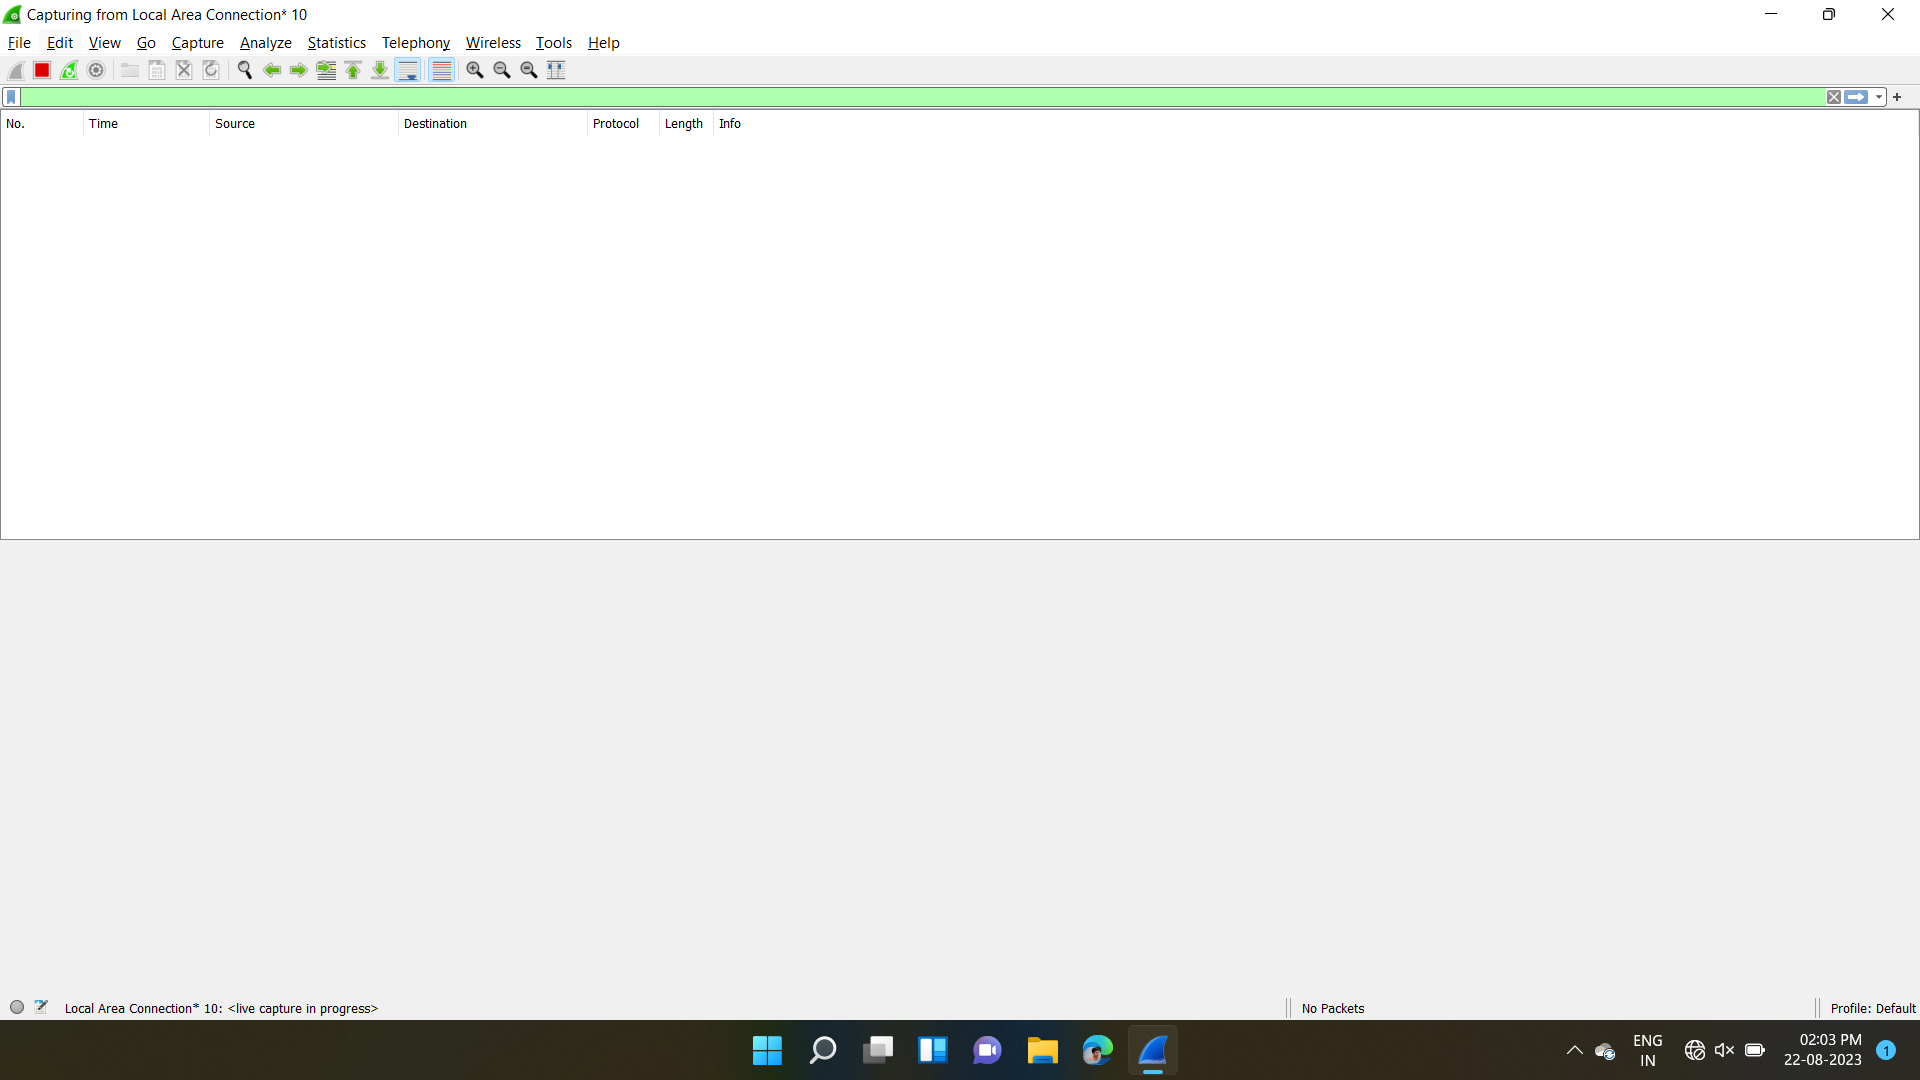 Capturing from Local Area Connection* 10
File Edit View Go Capture Analyze Statistics Telephony Wireless Tools Help
No. Time Source Destination Protocol Length Info
Local Area Connection* 10: <live capture in progress> No Packets Profile: Default
ENG
IN
02:03 PM
22-08-2023
1